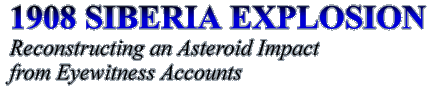 1908 SIBERIA EXPLOSION
Reconstructing an Asteroid Impact
from Eyewitness Accounts